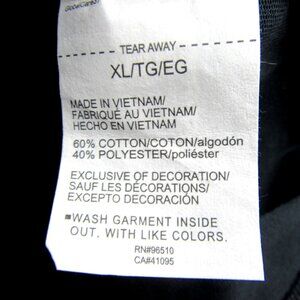 TEAR AWAY
XL/TG/EG
MADE IN VIETNAM/
FABRIQUÉ AU VIETNAM/
HECHO EN VIETNAM
60% COTTON/COTON/algodón
40% POLYESTER/poliéster
EXCLUSIVE OF DECORATION/
SAUF LES DÉCORATIONS/
EXCEPTO DECORACIÓN
WASH GARMENT INSIDE
OUT. WITH LIKE COLORS.
RN#96510
CA#41095